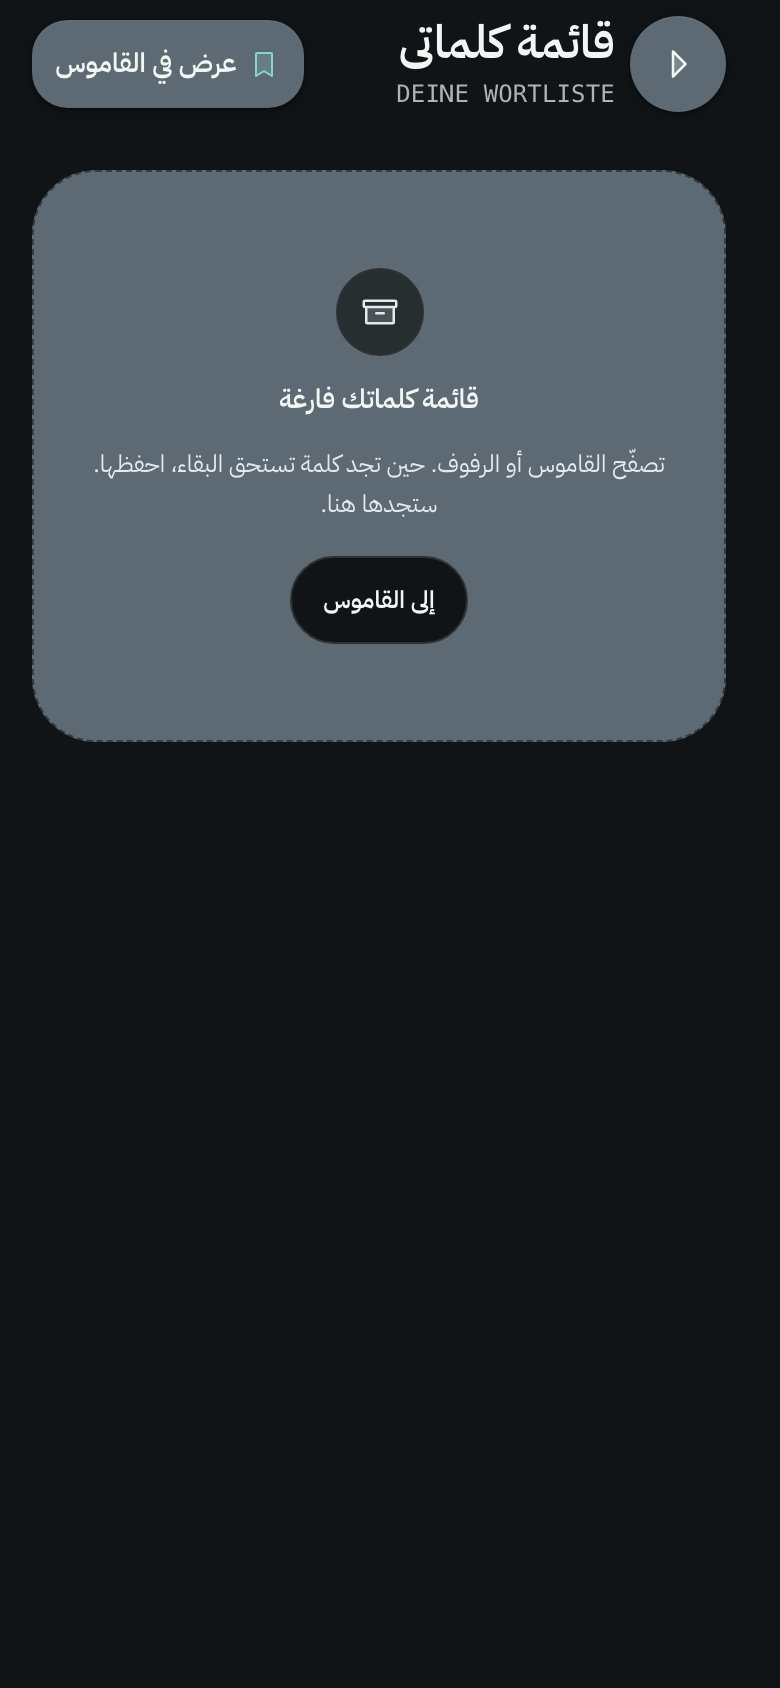 قائمة كلماتي
DEINE WORTLISTE
عرض في القاموس
قائمة كلماتك فارغة
تصفّح القاموس أو الرفوف. حين تجد كلمة تستحق البقاء، احفظها.
ستجدها هنا.
إلى القاموس